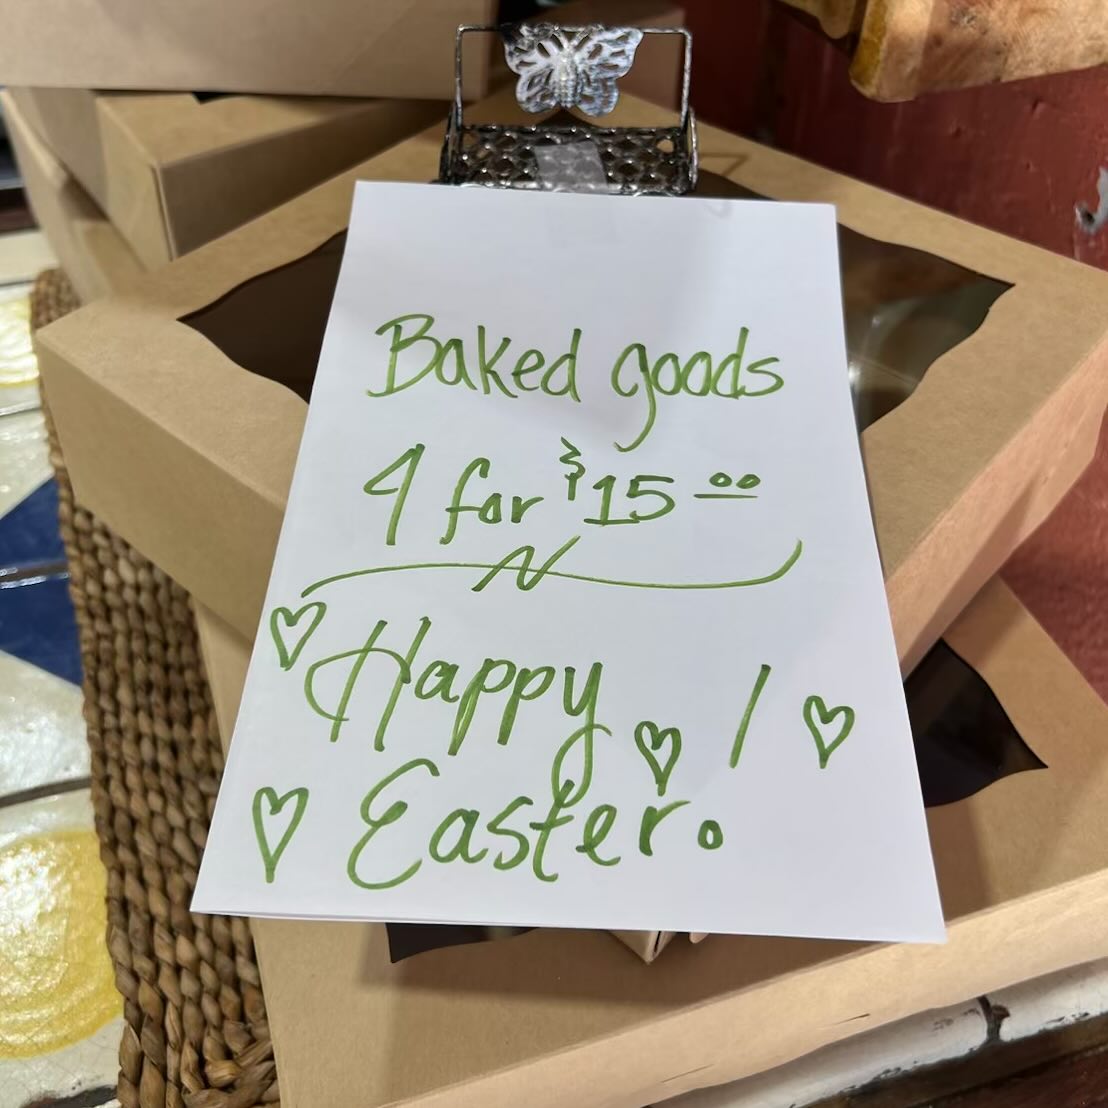 Baked goods
4 for $15.00
Happy
Easter!